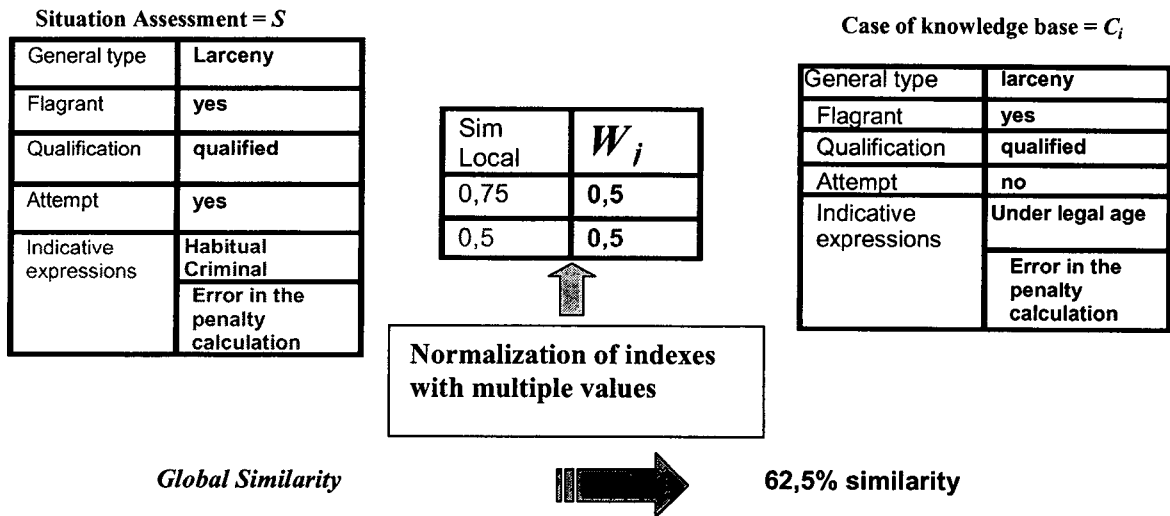 Situation Assessment = S
General type Larceny
Flagrant yes
Qualification qualified
Attempt yes
Indicative expressions Habitual Criminal
Error in the penalty calculation
Sim Local W j
0,75 0,5
0,5 0,5
Normalization of indexes
with multiple values
Case of knowledge base = Ci
General type larceny
Flagrant yes
Qualification qualified
Attempt no
Indicative expressions Under legal age
Error in the penalty calculation
Global Similarity
62,5% similarity